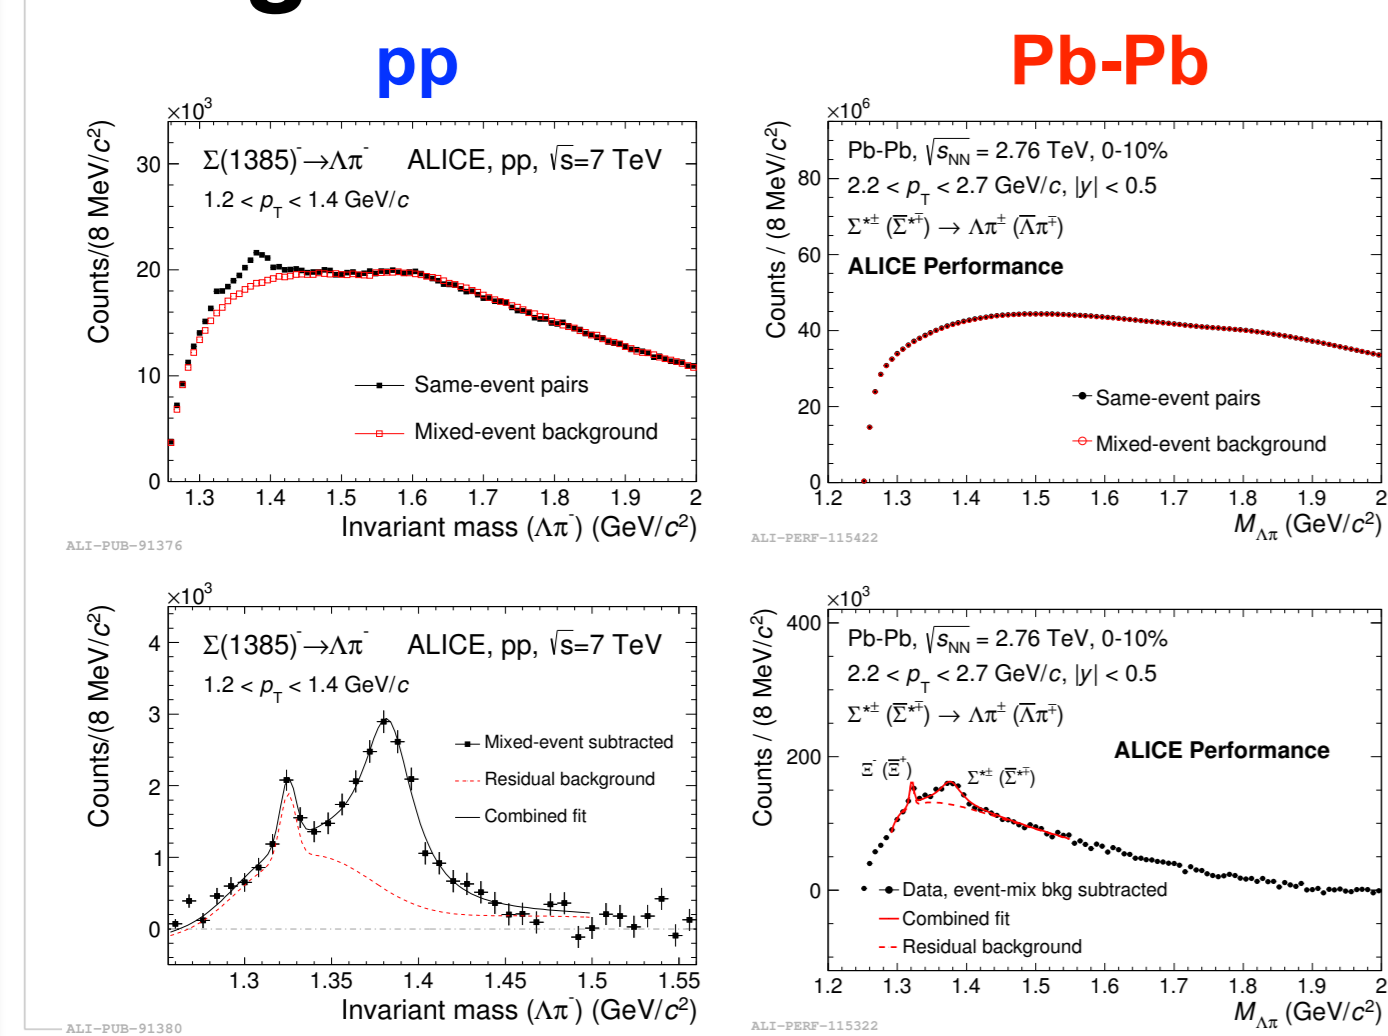 pp
Pb-Pb
×10³
Counts/(8 MeV/c²)
30
20
10
0
Σ(1385)⁻→Λπ⁻ ALICE, pp, √s=7 TeV
1.2 < p_T < 1.4 GeV/c
Same-event pairs
Mixed-event background
1.3 1.4 1.5 1.6 1.7 1.8 1.9 2
Invariant mass (Λπ⁻) (GeV/c²)
ALI-PUB-91376
×10⁶
Counts / (8 MeV/c²)
80
60
40
20
0
Pb-Pb, √s_NN = 2.76 TeV, 0-10%
2.2 < p_T < 2.7 GeV/c, |y| < 0.5
Σ*± (Σ̅*∓) → Λπ± (Λ̅π∓)
ALICE Performance
Same-event pairs
Mixed-event background
1.2 1.3 1.4 1.5 1.6 1.7 1.8 1.9 2
M_Λπ (GeV/c²)
ALI-PERF-115422
×10³
Counts/(8 MeV/c²)
4
3
2
1
0
Σ(1385)⁻→Λπ⁻ ALICE, pp, √s=7 TeV
1.2 < p_T < 1.4 GeV/c
Mixed-event subtracted
Residual background
Combined fit
1.3 1.35 1.4 1.45 1.5 1.55
Invariant mass (Λπ⁻) (GeV/c²)
ALI-PUB-91380
×10³
Counts / (8 MeV/c²)
400
200
0
Pb-Pb, √s_NN = 2.76 TeV, 0-10%
2.2 < p_T < 2.7 GeV/c, |y| < 0.5
Σ*± (Σ̅*∓) → Λπ± (Λ̅π∓)
ALICE Performance
Ξ⁻ (Ξ̅⁺)
Σ*± (Σ̅*∓)
Data, event-mix bkg subtracted
Combined fit
Residual background
1.2 1.3 1.4 1.5 1.6 1.7 1.8 1.9 2
M_Λπ (GeV/c²)
ALI-PERF-115322